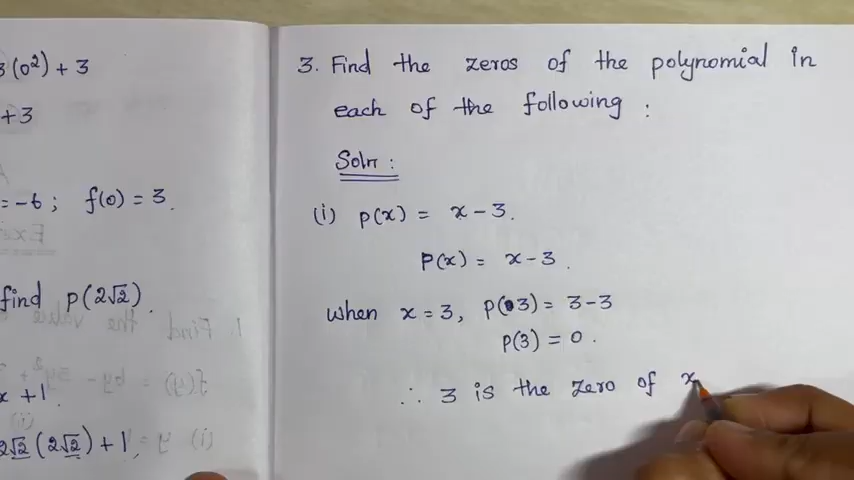 3(0²) + 3
+ 3
= -6; f(0) = 3.
find p(2√2).
x + 1.
2√2 (2√2) + 1,
3. Find the zeros of the polynomial in
each of the following :
Soln :
(i) p(x) = x - 3.
P(x) = x - 3.
when x = 3, p(3) = 3 - 3
p(3) = 0.
∴ 3 is the zero of x